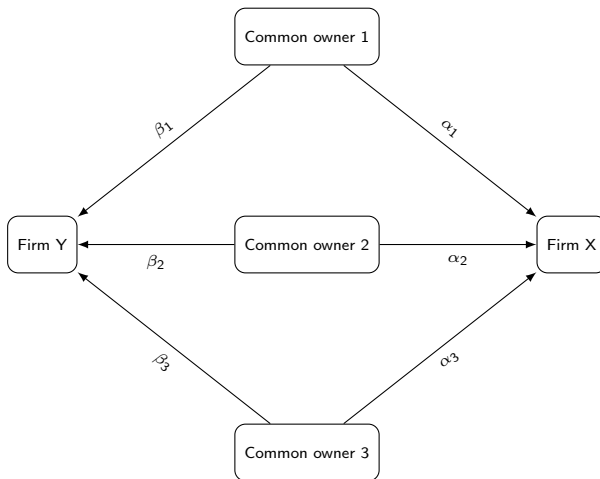 Common owner 1
β₁
α₁
Firm Y
Common owner 2
Firm X
β₂
α₂
β₃
α₃
Common owner 3